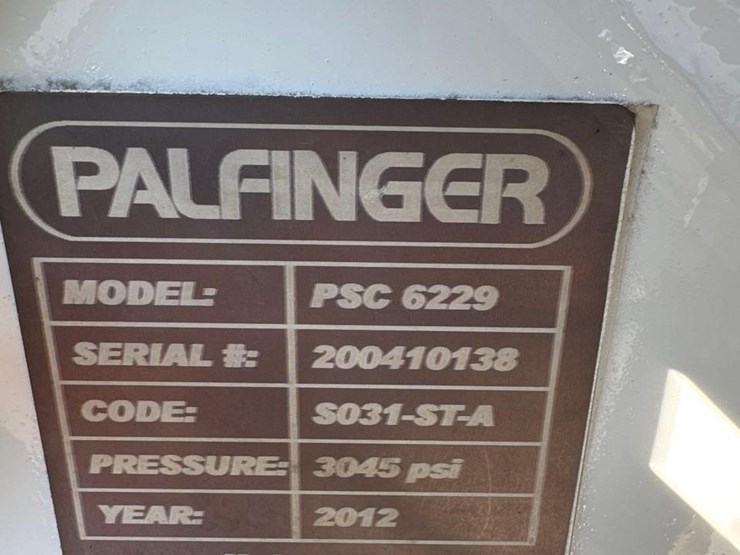 PALFINGER
MODEL: PSC 6229
SERIAL #: 200410138
CODE: S031-ST-A
PRESSURE: 3045 psi
YEAR: 2012